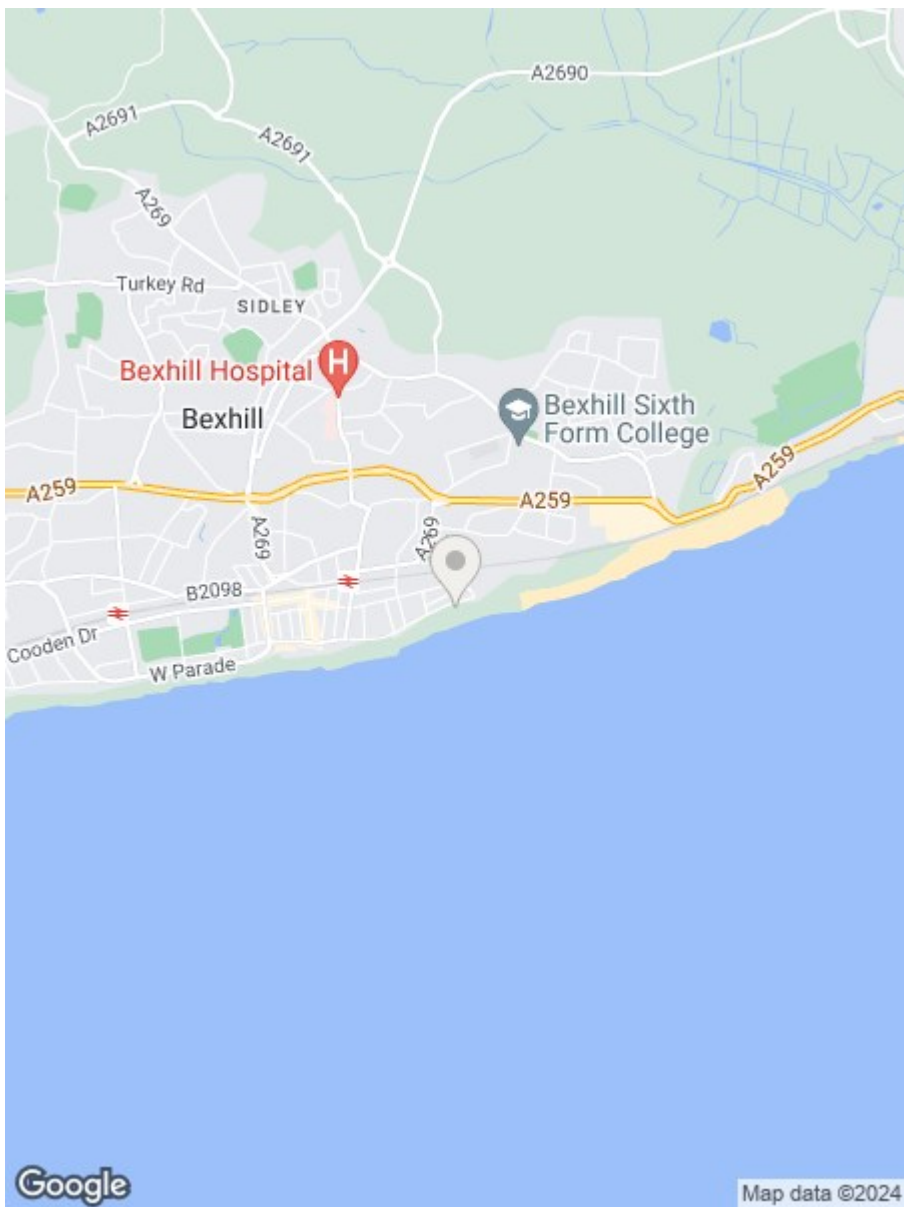 A2690
A2691
A2691
A269
Turkey Rd
SIDLEY
H
Bexhill Hospital
Bexhill
Bexhill Sixth
Form College
A259
A259
A259
A269
A269
B2098
Cooden Dr
W Parade
Google
Map data ©2024